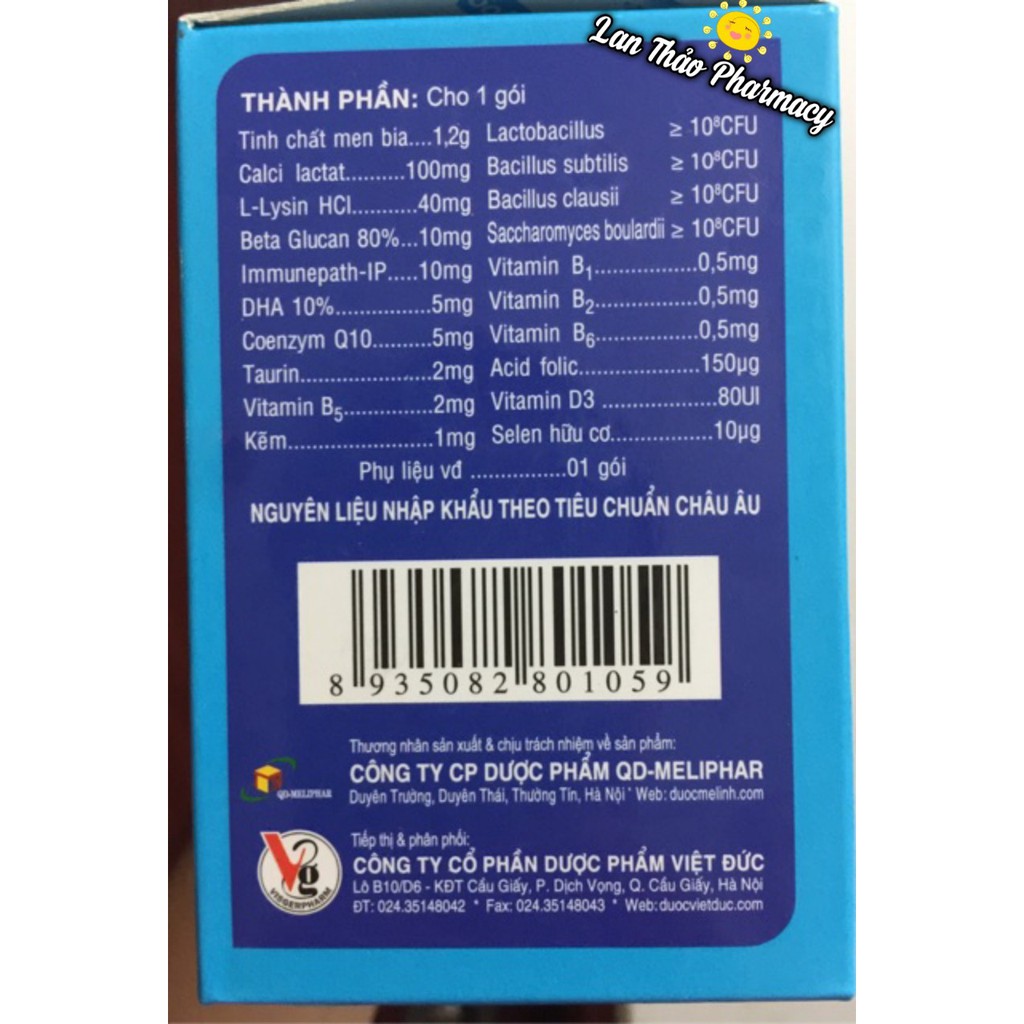 Lan Thảo Pharmacy
THÀNH PHẦN: Cho 1 gói
Tinh chất men bia....1,2g
Calci lactat..........100mg
L-Lysin HCl...........40mg
Beta Glucan 80%...10mg
Immunepath-IP.....10mg
DHA 10%................5mg
Coenzym Q10..........5mg
Taurin......................2mg
Vitamin B5...............2mg
Kẽm........................1mg
Lactobacillus ≥ 10⁸CFU
Bacillus subtilis ≥ 10⁸CFU
Bacillus clausii ≥ 10⁸CFU
Saccharomyces boulardii ≥ 10⁸CFU
Vitamin B1.................0,5mg
Vitamin B2.................0,5mg
Vitamin B6.................0,5mg
Acid folic....................150µg
Vitamin D3 ...................80UI
Selen hữu cơ.................10µg
Phụ liệu vđ ................01 gói
NGUYÊN LIỆU NHẬP KHẨU THEO TIÊU CHUẨN CHÂU ÂU
8 935082 801059
Thương nhân sản xuất & chịu trách nhiệm về sản phẩm:
CÔNG TY CP DƯỢC PHẨM QD-MELIPHAR
Duyên Trường, Duyên Thái, Thường Tín, Hà Nội * Web: duocmelinh.com
QD-MELIPHAR
Tiếp thị & phân phối:
CÔNG TY CỔ PHẦN DƯỢC PHẨM VIỆT ĐỨC
Lô B10/D6 - KĐT Cầu Giấy, P. Dịch Vọng, Q. Cầu Giấy, Hà Nội
ĐT: 024.35148042 * Fax: 024.35148043 * Web: duocvietduc.com
Vg
VISGERPHARM